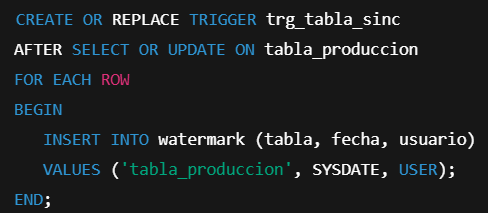 CREATE OR REPLACE TRIGGER trg_tabla_sinc
AFTER SELECT OR UPDATE ON tabla_produccion
FOR EACH ROW
BEGIN
INSERT INTO watermark (tabla, fecha, usuario)
VALUES ('tabla_produccion', SYSDATE, USER);
END;